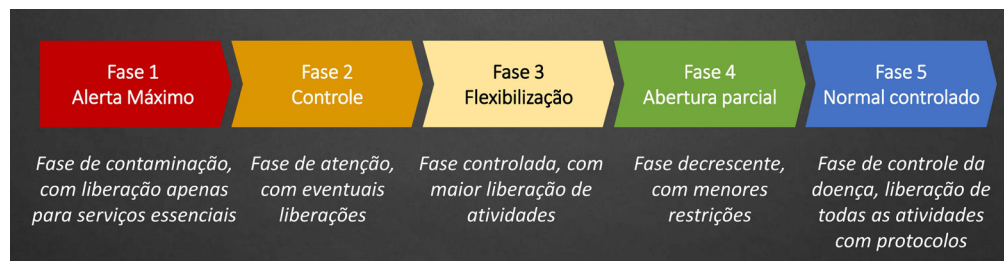 Fase 1
Alerta Máximo
Fase 2
Controle
Fase 3
Flexibilização
Fase 4
Abertura parcial
Fase 5
Normal controlado
Fase de contaminação,
com liberação apenas
para serviços essenciais
Fase de atenção,
com eventuais
liberações
Fase controlada, com
maior liberação de
atividades
Fase decrescente,
com menores
restrições
Fase de controle da
doença, liberação de
todas as atividades
com protocolos